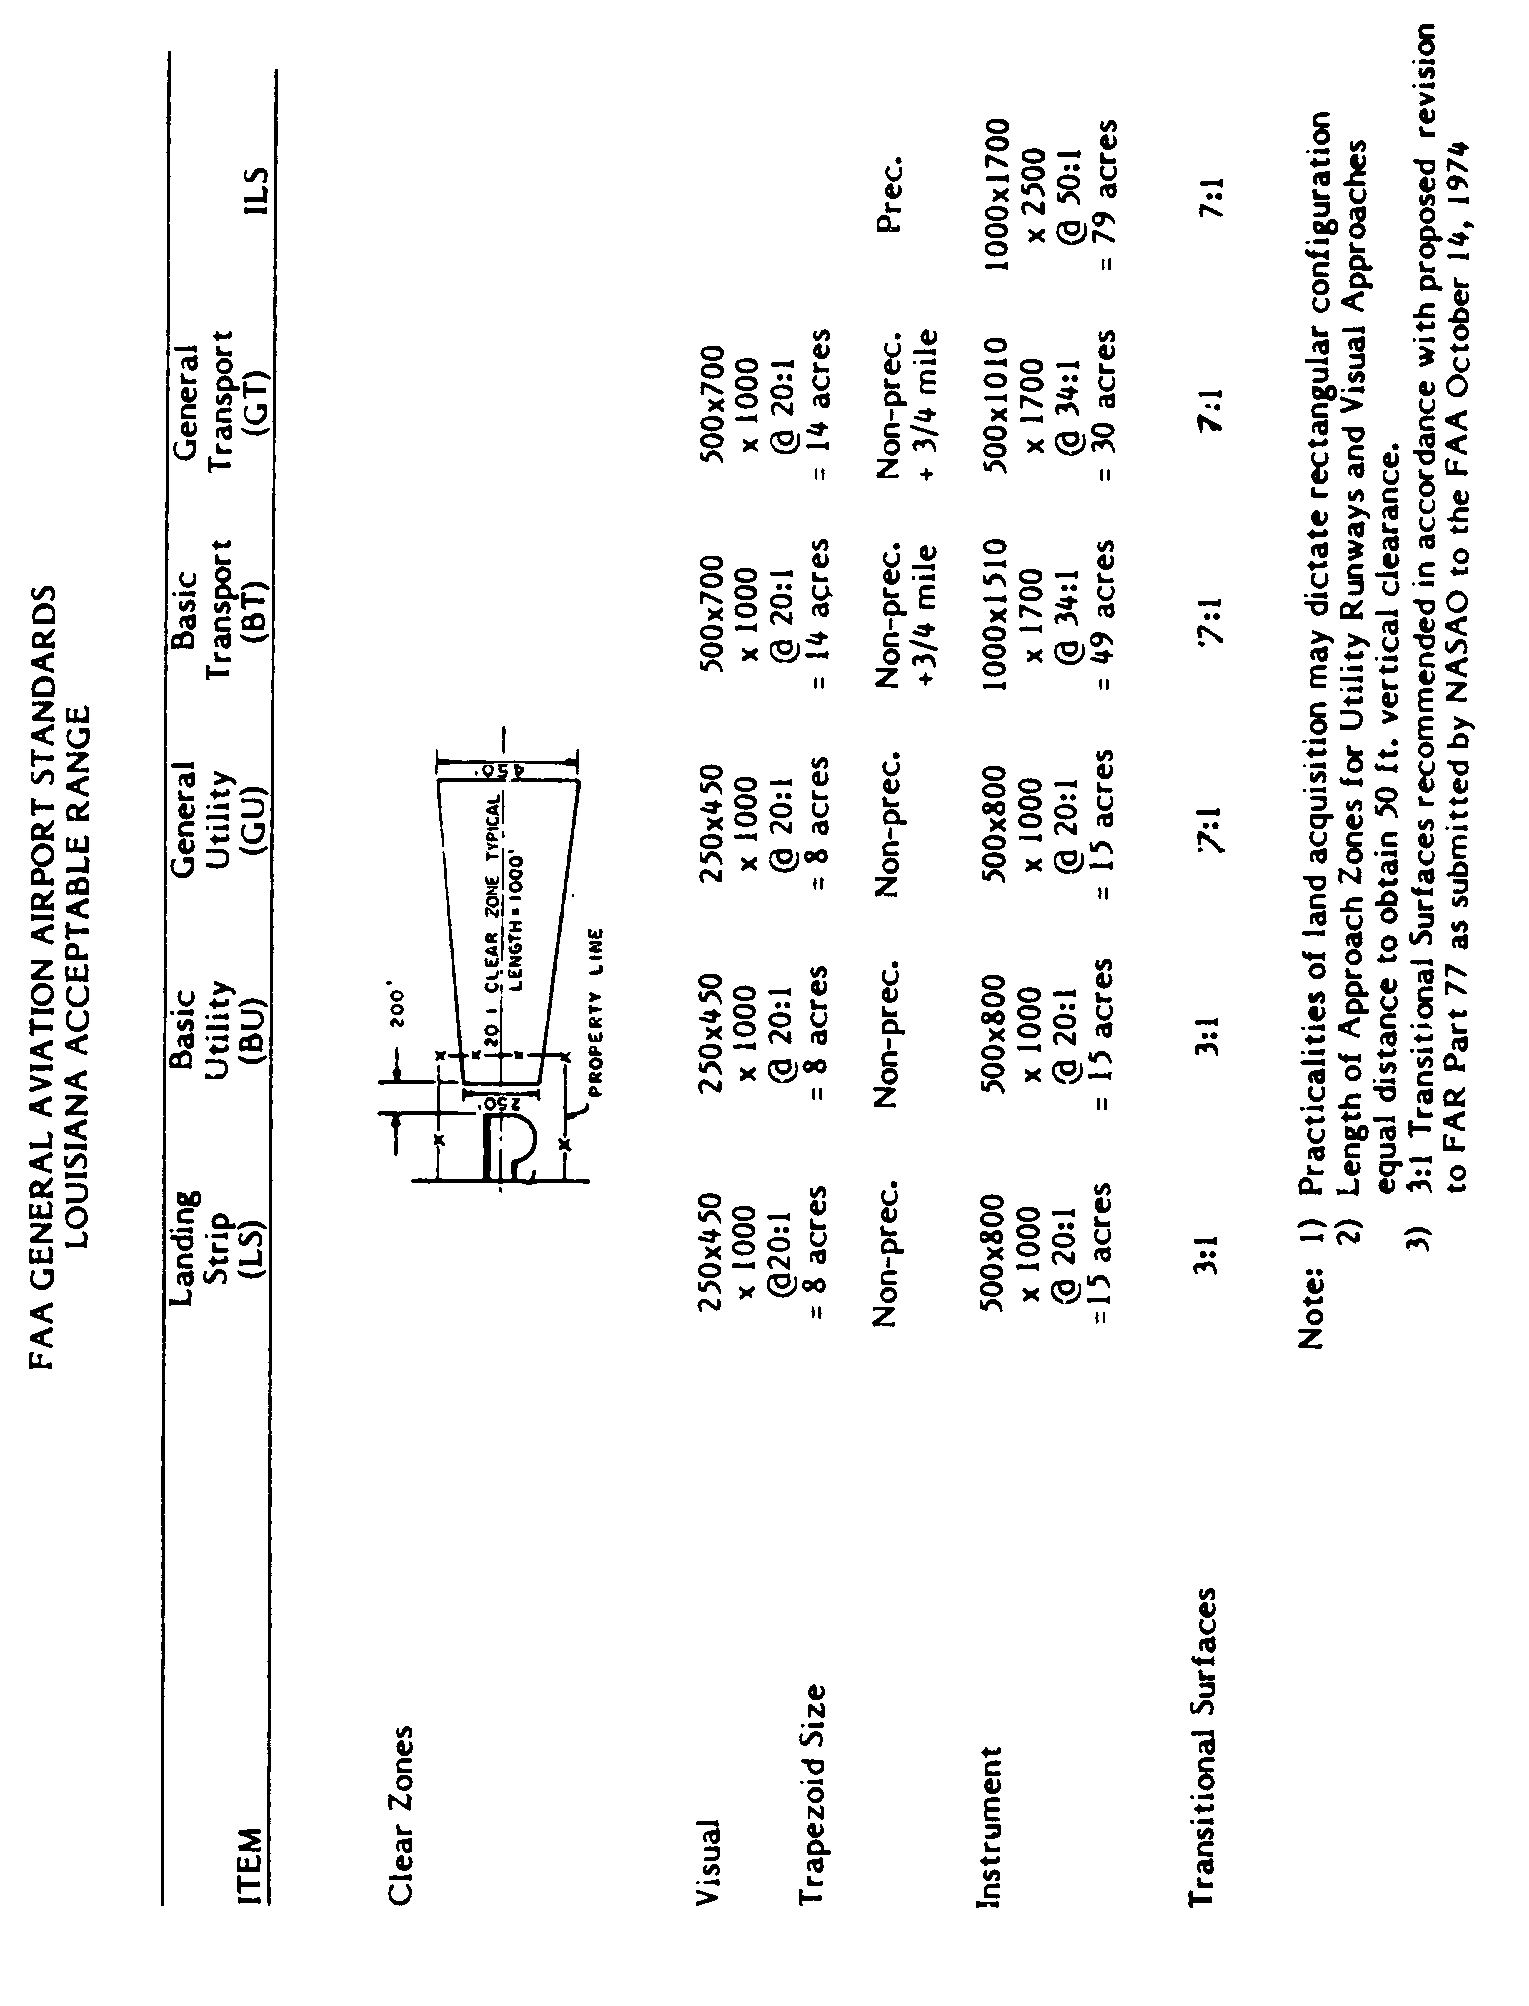 FAA GENERAL AVIATION AIRPORT STANDARDS
LOUISIANA ACCEPTABLE RANGE
Landing Basic General Basic General
Strip Utility Utility Transport Transport
ITEM (LS) (BU) (GU) (BT) (GT) ILS
Clear Zones
200'
250'
20:1 CLEAR ZONE TYPICAL
LENGTH=1000'
450'
PROPERTY LINE
Visual 250x450 250x450 250x450 500x700 500x700
x 1000 x 1000 x 1000 x 1000 x 1000
@20:1 @ 20:1 @ 20:1 @ 20:1 @ 20:1
Trapezoid Size = 8 acres = 8 acres = 8 acres = 14 acres = 14 acres
Non-prec. Non-prec. Non-prec. Non-prec. Non-prec. Prec.
+3/4 mile + 3/4 mile
Instrument 500x800 500x800 500x800 1000x1510 500x1010 1000x1700
x 1000 x 1000 x 1000 x 1700 x 1700 x 2500
@ 20:1 @ 20:1 @ 20:1 @ 34:1 @ 34:1 @ 50:1
=15 acres = 15 acres = 15 acres = 49 acres = 30 acres = 79 acres
Transitional Surfaces 3:1 3:1 7:1 7:1 7:1 7:1
Note: 1) Practicalities of land acquisition may dictate rectangular configuration
2) Length of Approach Zones for Utility Runways and Visual Approaches
equal distance to obtain 50 ft. vertical clearance.
3) 3:1 Transitional Surfaces recommended in accordance with proposed revision
to FAR Part 77 as submitted by NASAO to the FAA October 14, 1974